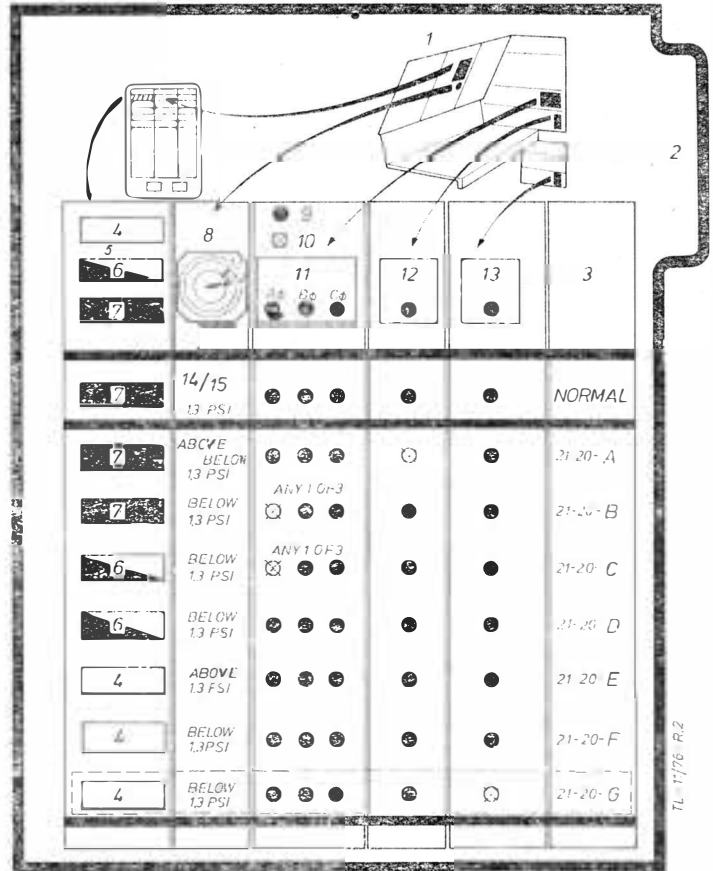 1
2
4
5
6
7
8
9
10
11
Aφ Bφ Cφ
12
13
3
7 14/15 1,3 PSI NORMAL
7 ABOVE BELOW 1,3 PSI 21-20-A
7 BELOW 1,3 PSI ANY 1 OF 3 21-20-B
6 BELOW 1,3 PSI ANY 1 OF 3 21-20-C
6 BELOW 1,3 PSI 21-20-D
4 ABOVE 1,3 PSI 21-20-E
4 BELOW 1,3 PSI 21-20-F
4 BELOW 1,3 PSI 21-20-G
TL-11/76 R.2